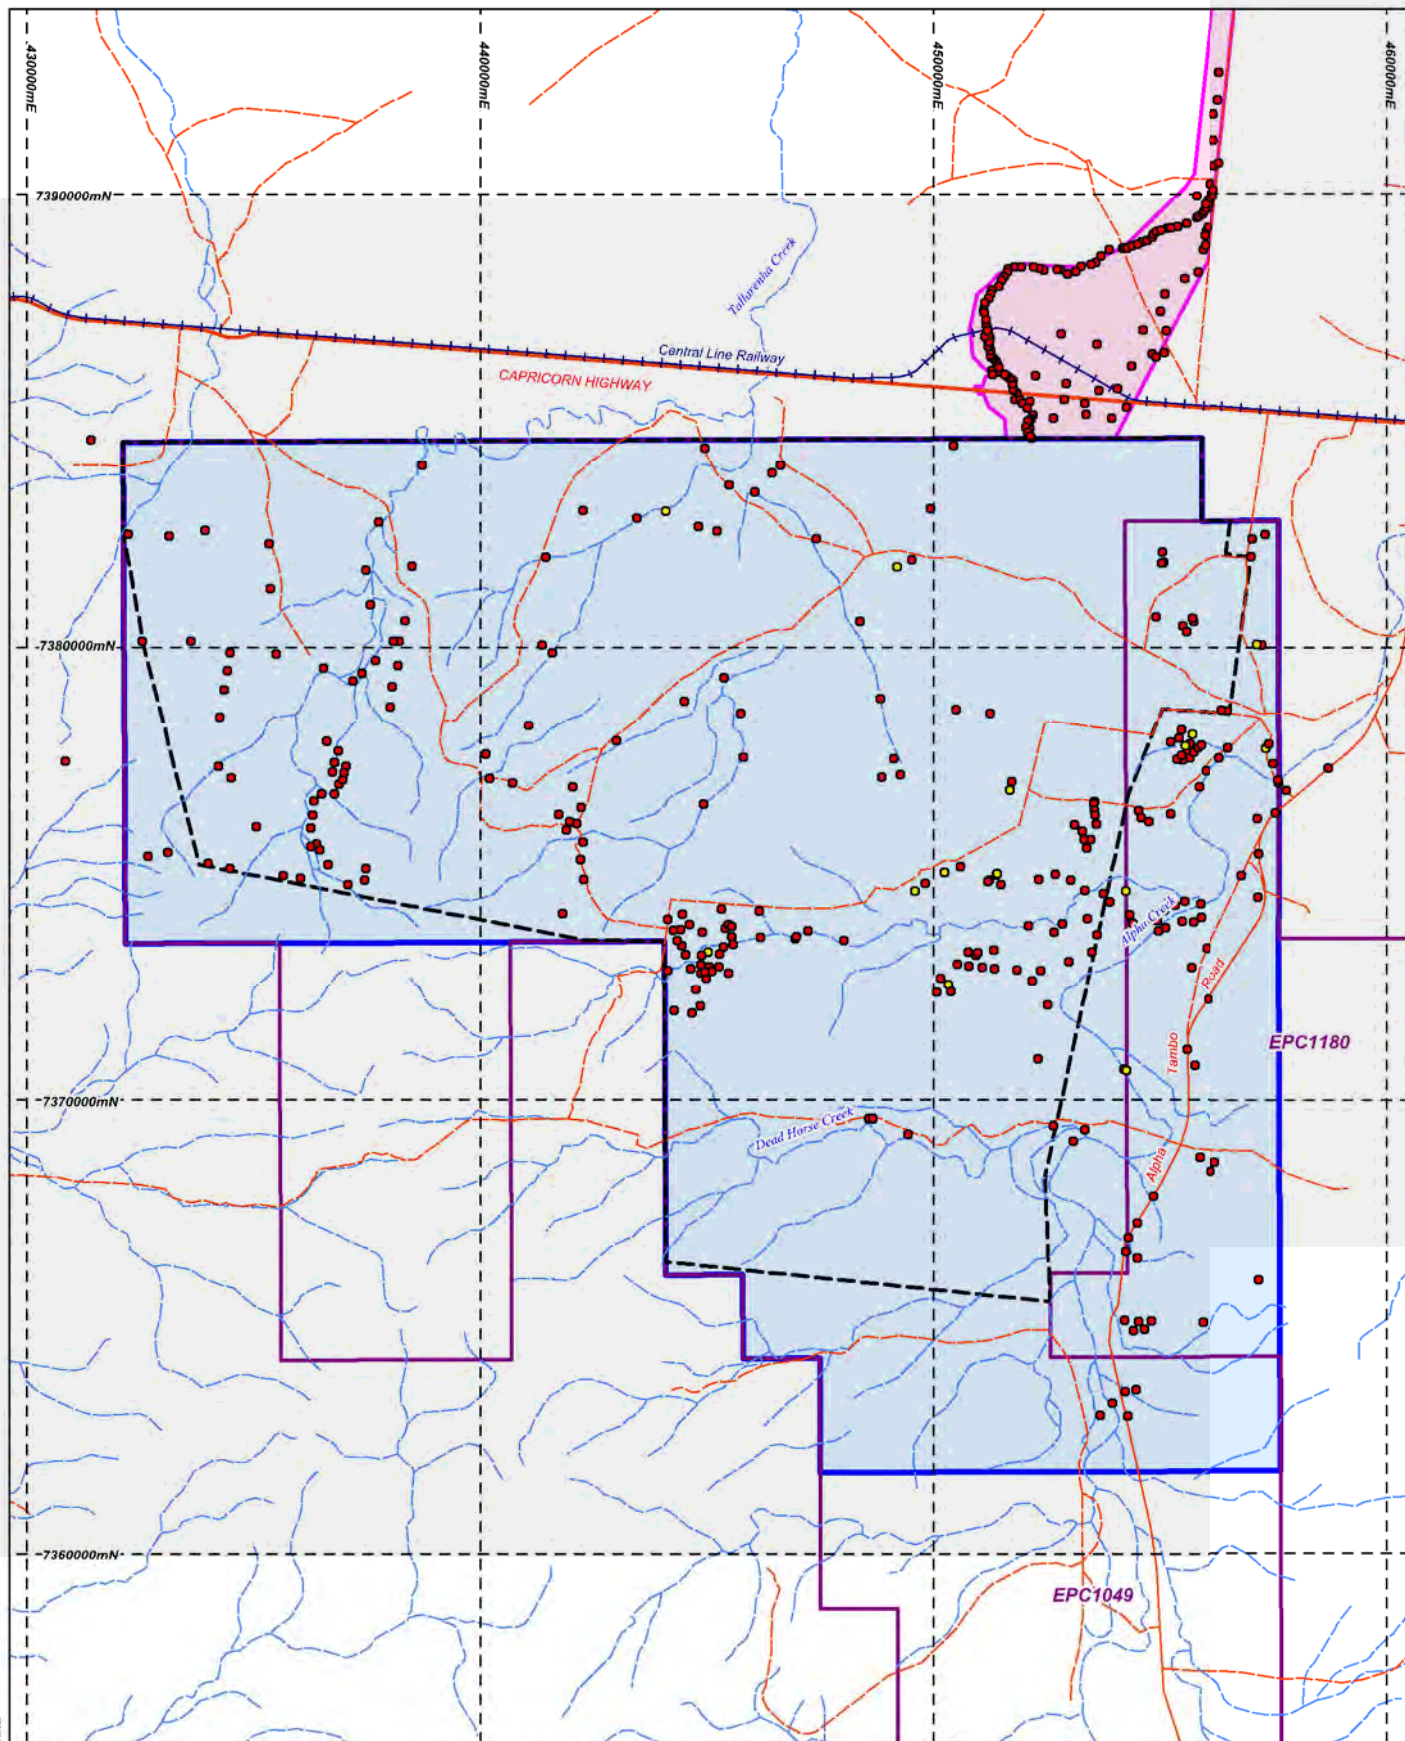 430000mE
440000mE
450000mE
460000mE
7390000mN
Tallarenha Creek
Central Line Railway
CAPRICORN HIGHWAY
7380000mN
Alpha Creek
Road
Tambo
EPC1180
7370000mN
Dead Horse Creek
Alpha
7360000mN
EPC1049